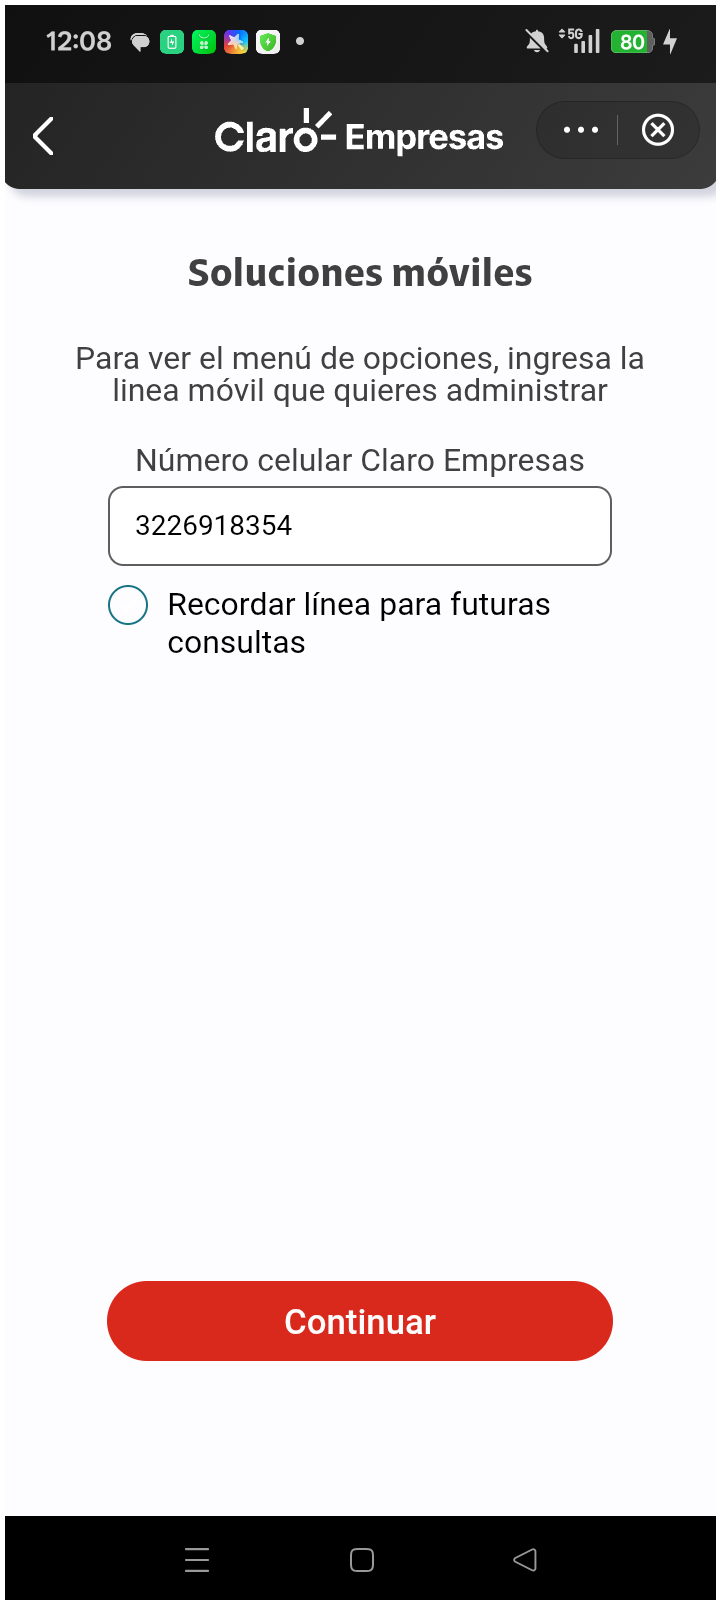 12:08
5G
80
Claro Empresas
Soluciones móviles
Para ver el menú de opciones, ingresa la
linea móvil que quieres administrar
Número celular Claro Empresas
3226918354
Recordar línea para futuras
consultas
Continuar